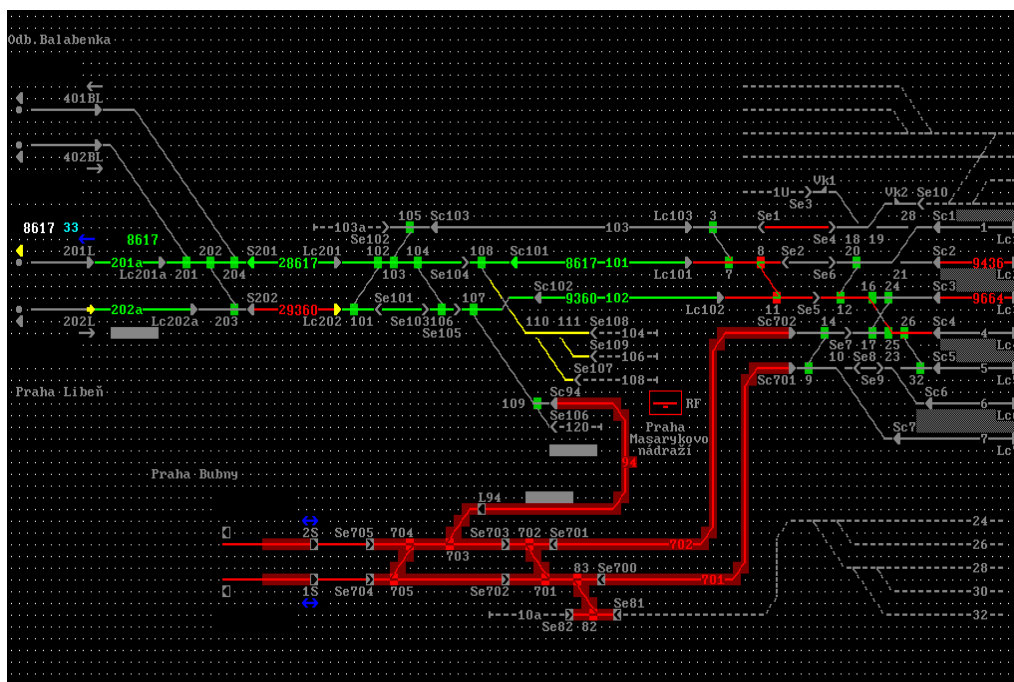 Odb.Balabenka
401BL
402BL
1U Vk1 Vk2 Se10
Se3
8617 33 8617
105 Sc103 Lc103 3 Se1 28 Sc1
103a 103 1
Se102 Se4 18 19
201L 202 S201 Lc201 102 104 108 Sc101 8 Se2 20 Sc2
201a 28617 8617 101 9436
Lc201a 201 204 103 Se104 Lc101 7 Se6 21
S202 Se101 107 Sc102 16 24 Sc3
202a 29360 9360 102 9664
202L Lc202a 203 Lc202 101 Se103 106 Lc102 11 Se5 12
Se105 110 111 Se108 Sc702 14 26 Sc4
104 4
Se109 Se7 17 25
106 10 Se8 23 Sc5
Se107 5
108 Sc701 9 Se9 32
Praha Libeň Sc94 Sc6
109 RF 6
Se106 Praha Sc7
120 Masarykovo 7
nádraží
94
Praha Bubny
L94
2S Se705 704 Se703 702 Se701 24
702 26
703
83 Se700 28
701
1S Se704 705 Se702 701 30
Se81
10a 32
Se82 82